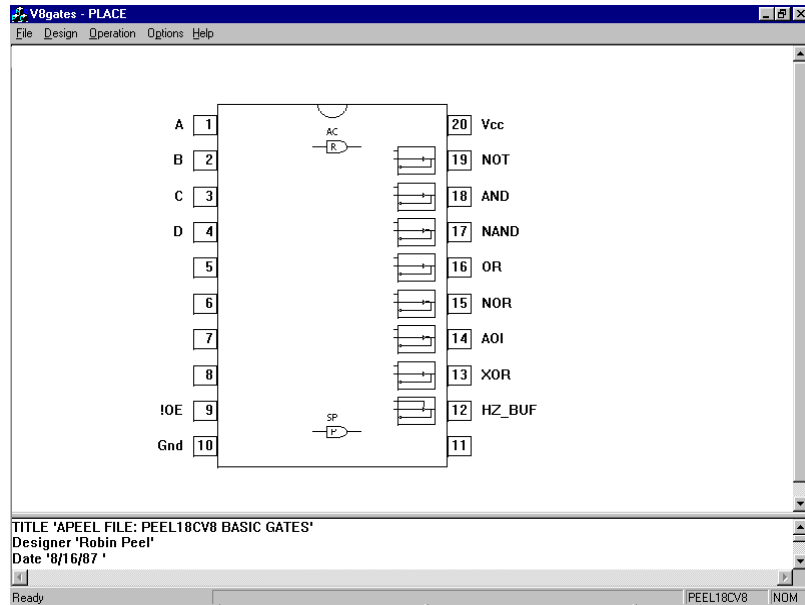 V8gates - PLACE
File Design Operation Options Help
A 1 AC R 20 Vcc
B 2 19 NOT
C 3 18 AND
D 4 17 NAND
5 16 OR
6 15 NOR
7 14 AOI
8 13 XOR
!OE 9 SP P 12 HZ_BUF
Gnd 10 11
TITLE 'APEEL FILE: PEEL18CV8 BASIC GATES'
Designer 'Robin Peel'
Date '8/16/87 '
Ready PEEL18CV8 NOM